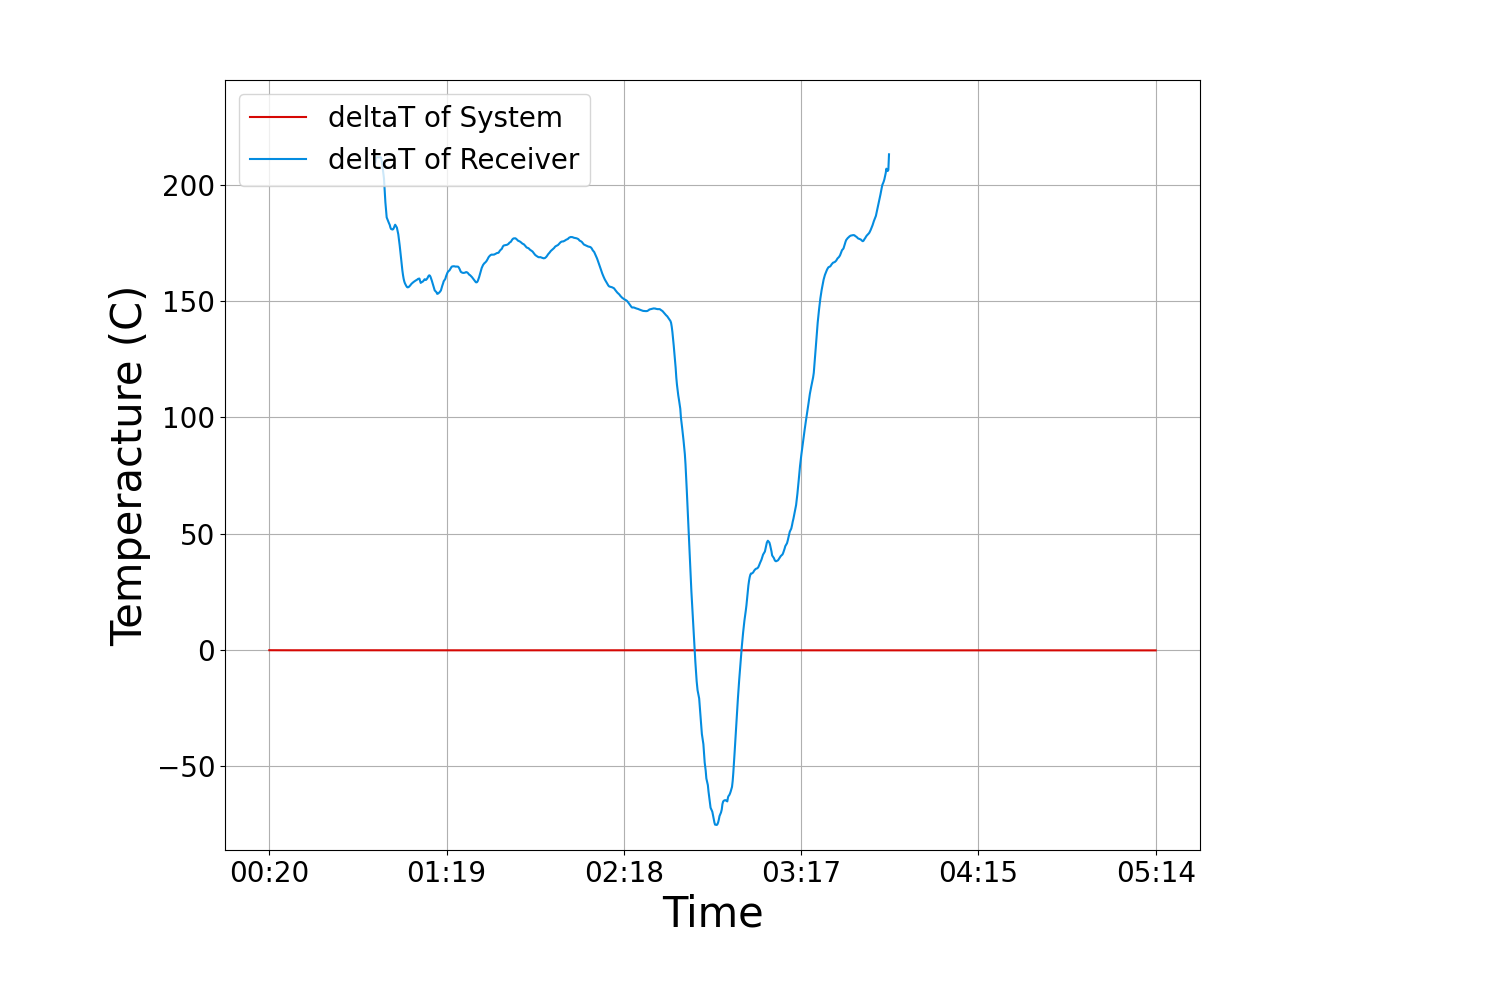 deltaT of System
deltaT of Receiver
Temperacture (C)
200
150
100
50
0
−50
00:20 01:19 02:18 03:17 04:15 05:14
Time